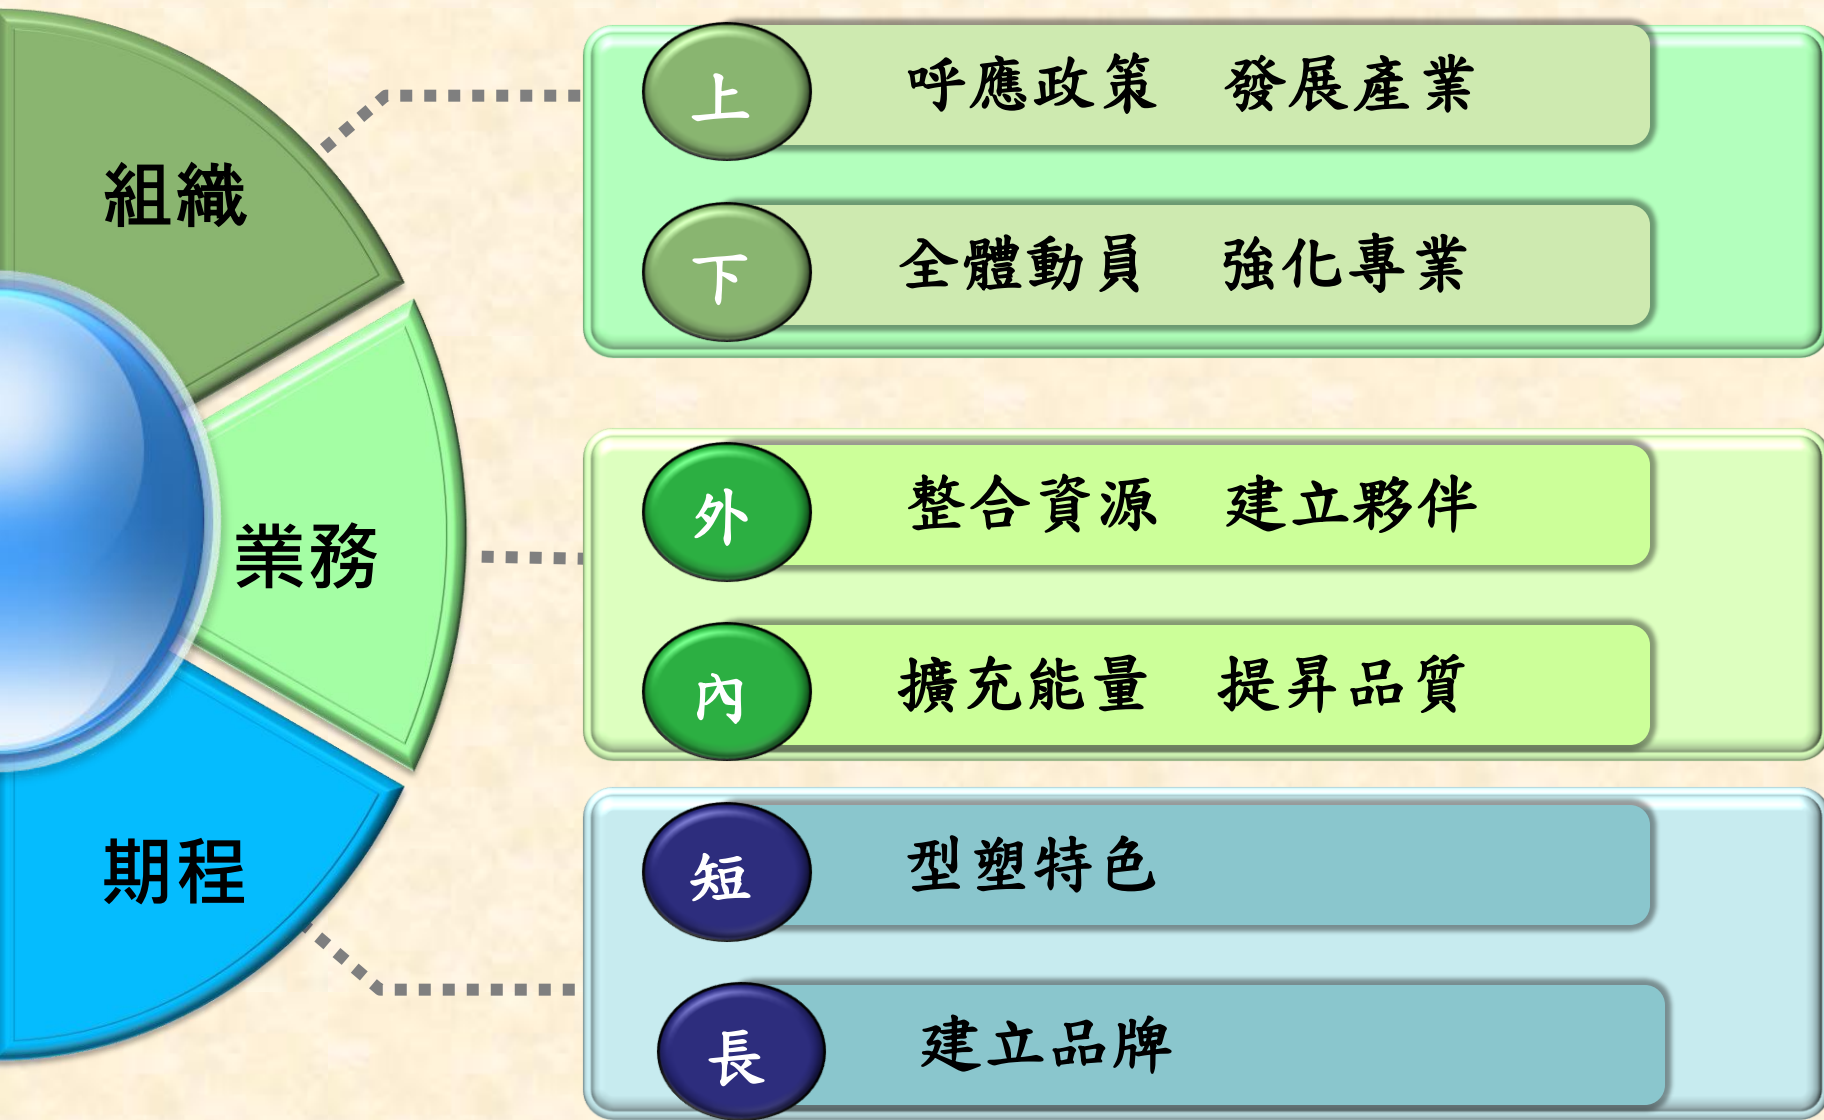 組織
上
呼應政策　發展產業
下
全體動員　強化專業
業務
外
整合資源　建立夥伴
內
擴充能量　提昇品質
期程
短
型塑特色
長
建立品牌